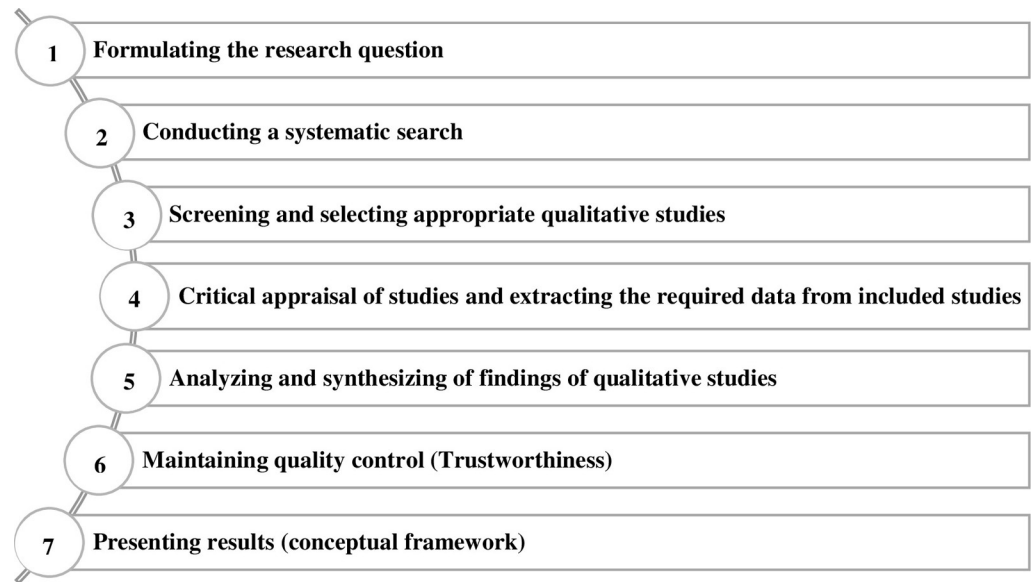 1 Formulating the research question
2 Conducting a systematic search
3 Screening and selecting appropriate qualitative studies
4 Critical appraisal of studies and extracting the required data from included studies
5 Analyzing and synthesizing of findings of qualitative studies
6 Maintaining quality control (Trustworthiness)
7 Presenting results (conceptual framework)